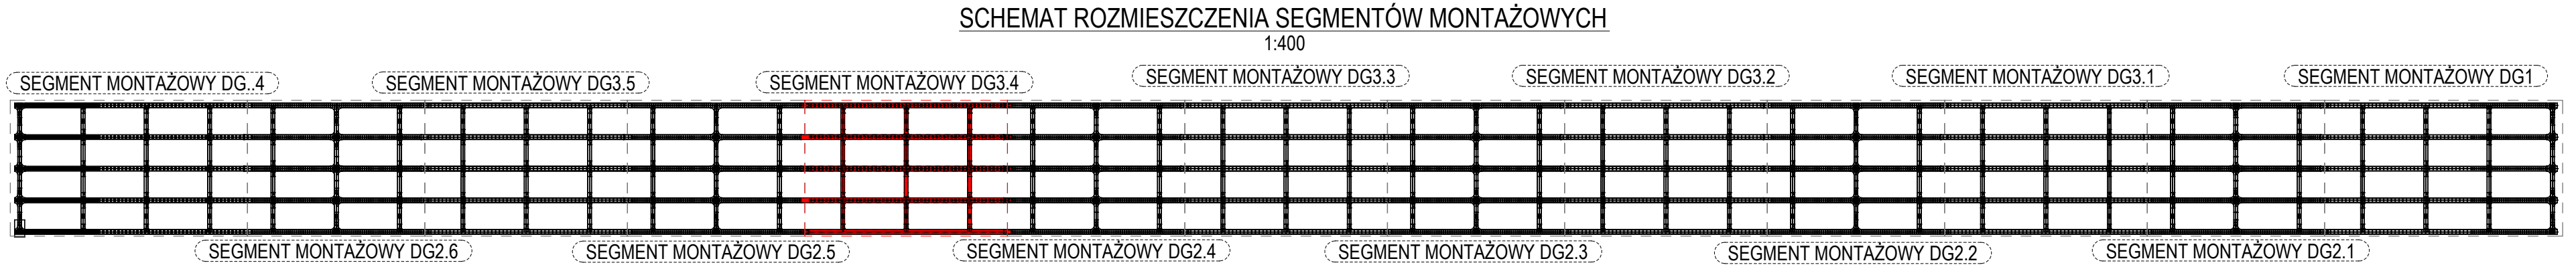 SCHEMAT ROZMIESZCZENIA SEGMENTÓW MONTAŻOWYCH
1:400
SEGMENT MONTAŻOWY DG..4
SEGMENT MONTAŻOWY DG3.5
SEGMENT MONTAŻOWY DG3.4
SEGMENT MONTAŻOWY DG3.3
SEGMENT MONTAŻOWY DG3.2
SEGMENT MONTAŻOWY DG3.1
SEGMENT MONTAŻOWY DG1
SEGMENT MONTAŻOWY DG2.6
SEGMENT MONTAŻOWY DG2.5
SEGMENT MONTAŻOWY DG2.4
SEGMENT MONTAŻOWY DG2.3
SEGMENT MONTAŻOWY DG2.2
SEGMENT MONTAŻOWY DG2.1